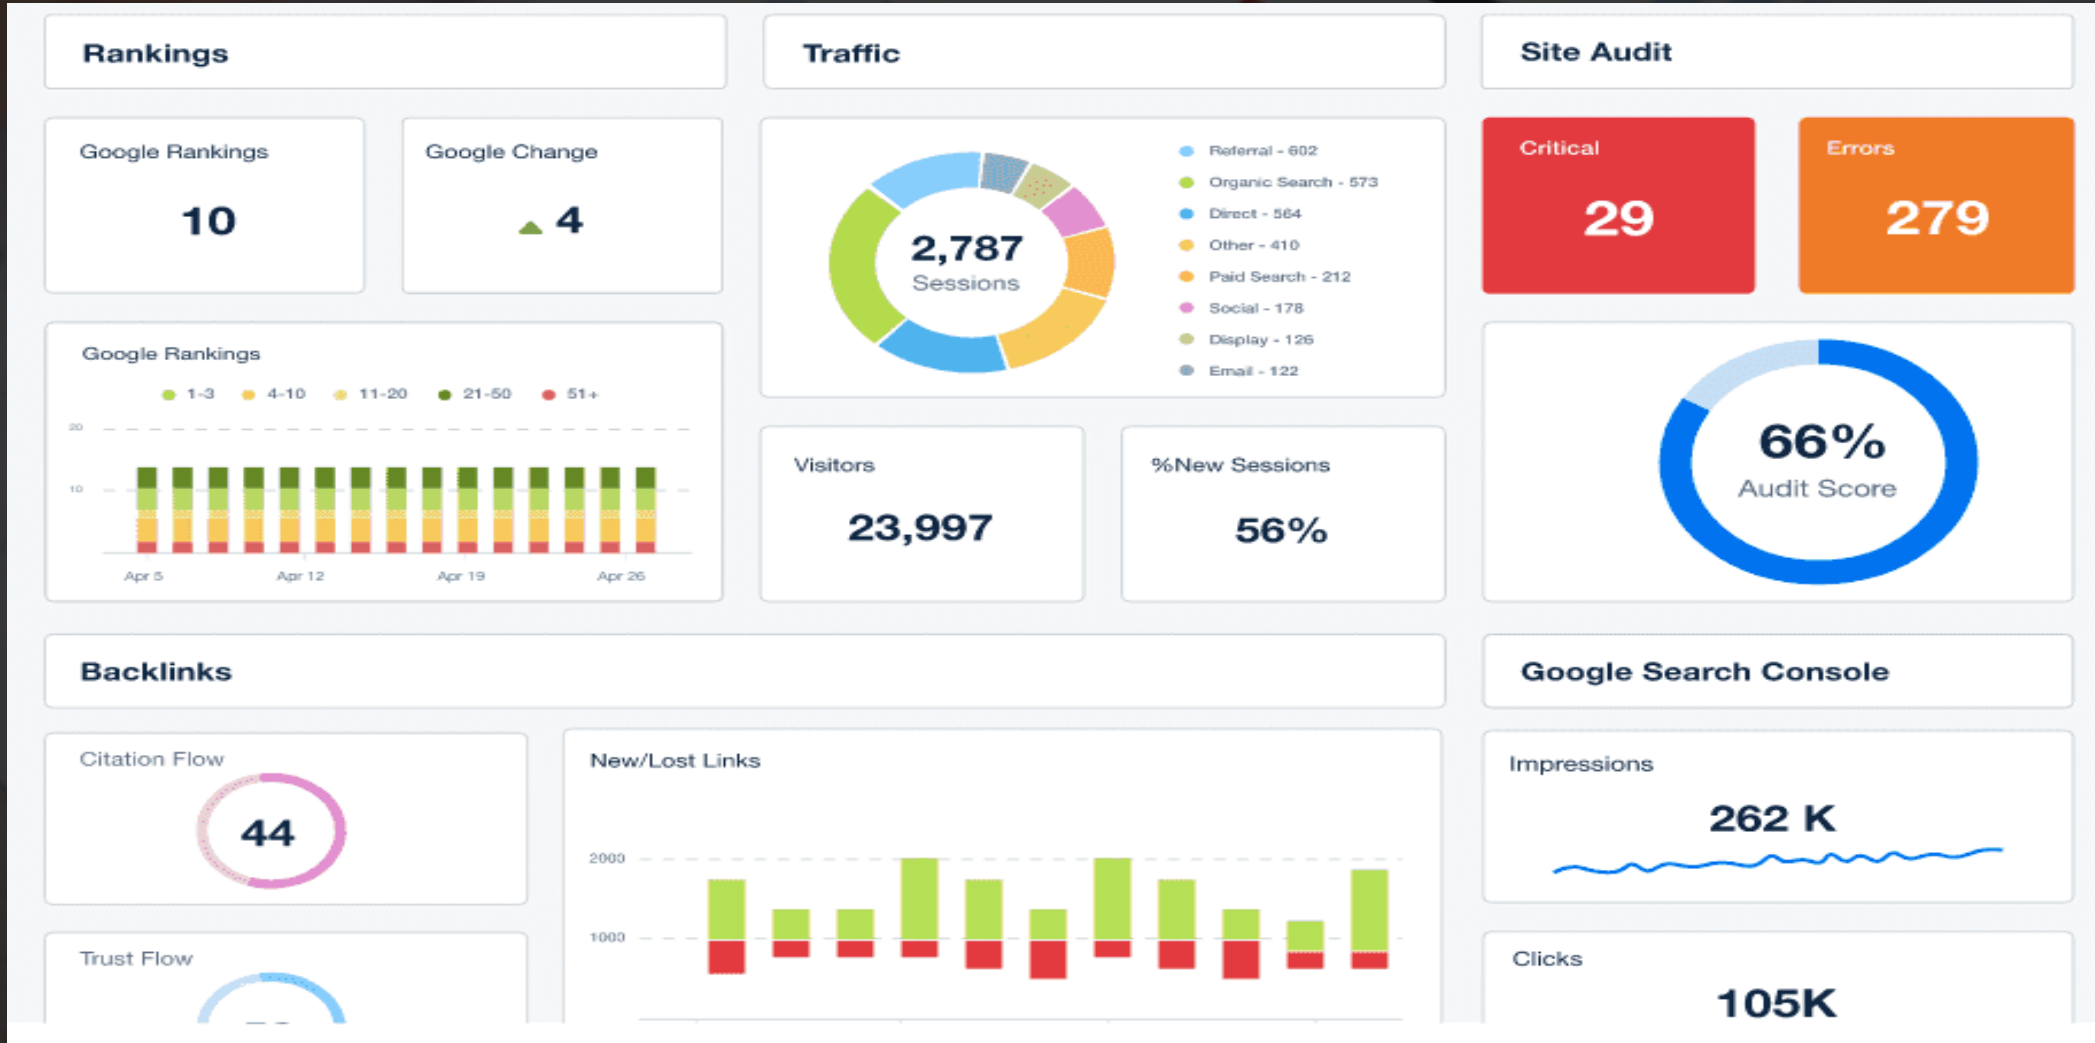 Rankings
Traffic
Site Audit
Google Rankings
10
Google Change
4
Google Rankings
1-3
4-10
11-20
21-50
51+
20
10
Apr 5
Apr 12
Apr 19
Apr 26
2,787
Sessions
Referral - 602
Organic Search - 573
Direct - 564
Other - 410
Paid Search - 212
Social - 178
Display - 126
Email - 122
Visitors
23,997
%New Sessions
56%
Critical
29
Errors
279
66%
Audit Score
Backlinks
Google Search Console
Citation Flow
44
Trust Flow
New/Lost Links
2000
1000
Impressions
262 K
Clicks
105K